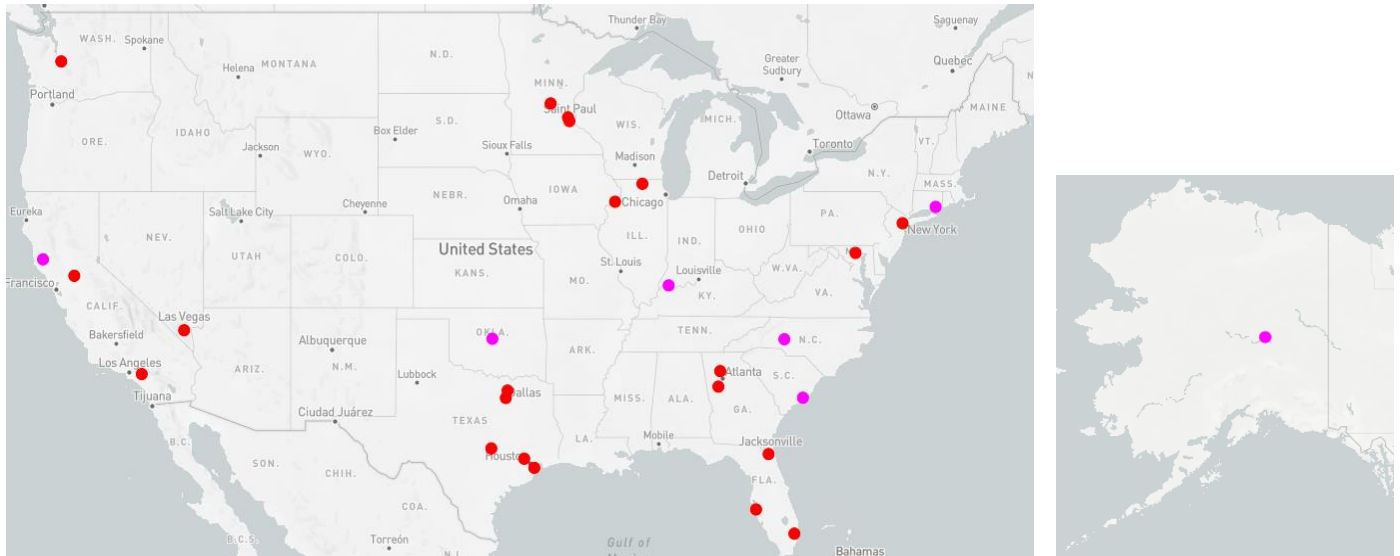 Thunder Bay
Saguenay
WASH.
Spokane
N.D.
MONTANA
Helena
Greater
Sudbury
Quebec
Portland
MINN.
Saint Paul
MAINE
Ottawa
ORE.
IDAHO
S.D.
Box Elder
WIS.
MICH.
VT.
Jackson
WYO.
Sioux Falls
Madison
Toronto
Detroit
N.Y.
MASS.
Eureka
Salt Lake City
Cheyenne
NEBR.
IOWA
Omaha
Chicago
PA.
New York
NEV.
UTAH
COLO.
United States
ILL.
IND.
OHIO
Francisco
KANS.
St. Louis
MO.
Louisville
W.VA.
VA.
KY.
CALIF.
Las Vegas
Bakersfield
Albuquerque
OKLA.
TENN.
N.C.
ARK.
Los Angeles
ARIZ.
N.M.
Lubbock
Atlanta
S.C.
Tijuana
Dallas
MISS.
ALA.
GA.
Ciudad Juárez
TEXAS
LA.
Mobile
Jacksonville
B.C.
SON.
CHIH.
FLA.
COA.
B.C.S.
Torreón
Gulf of
Bahamas